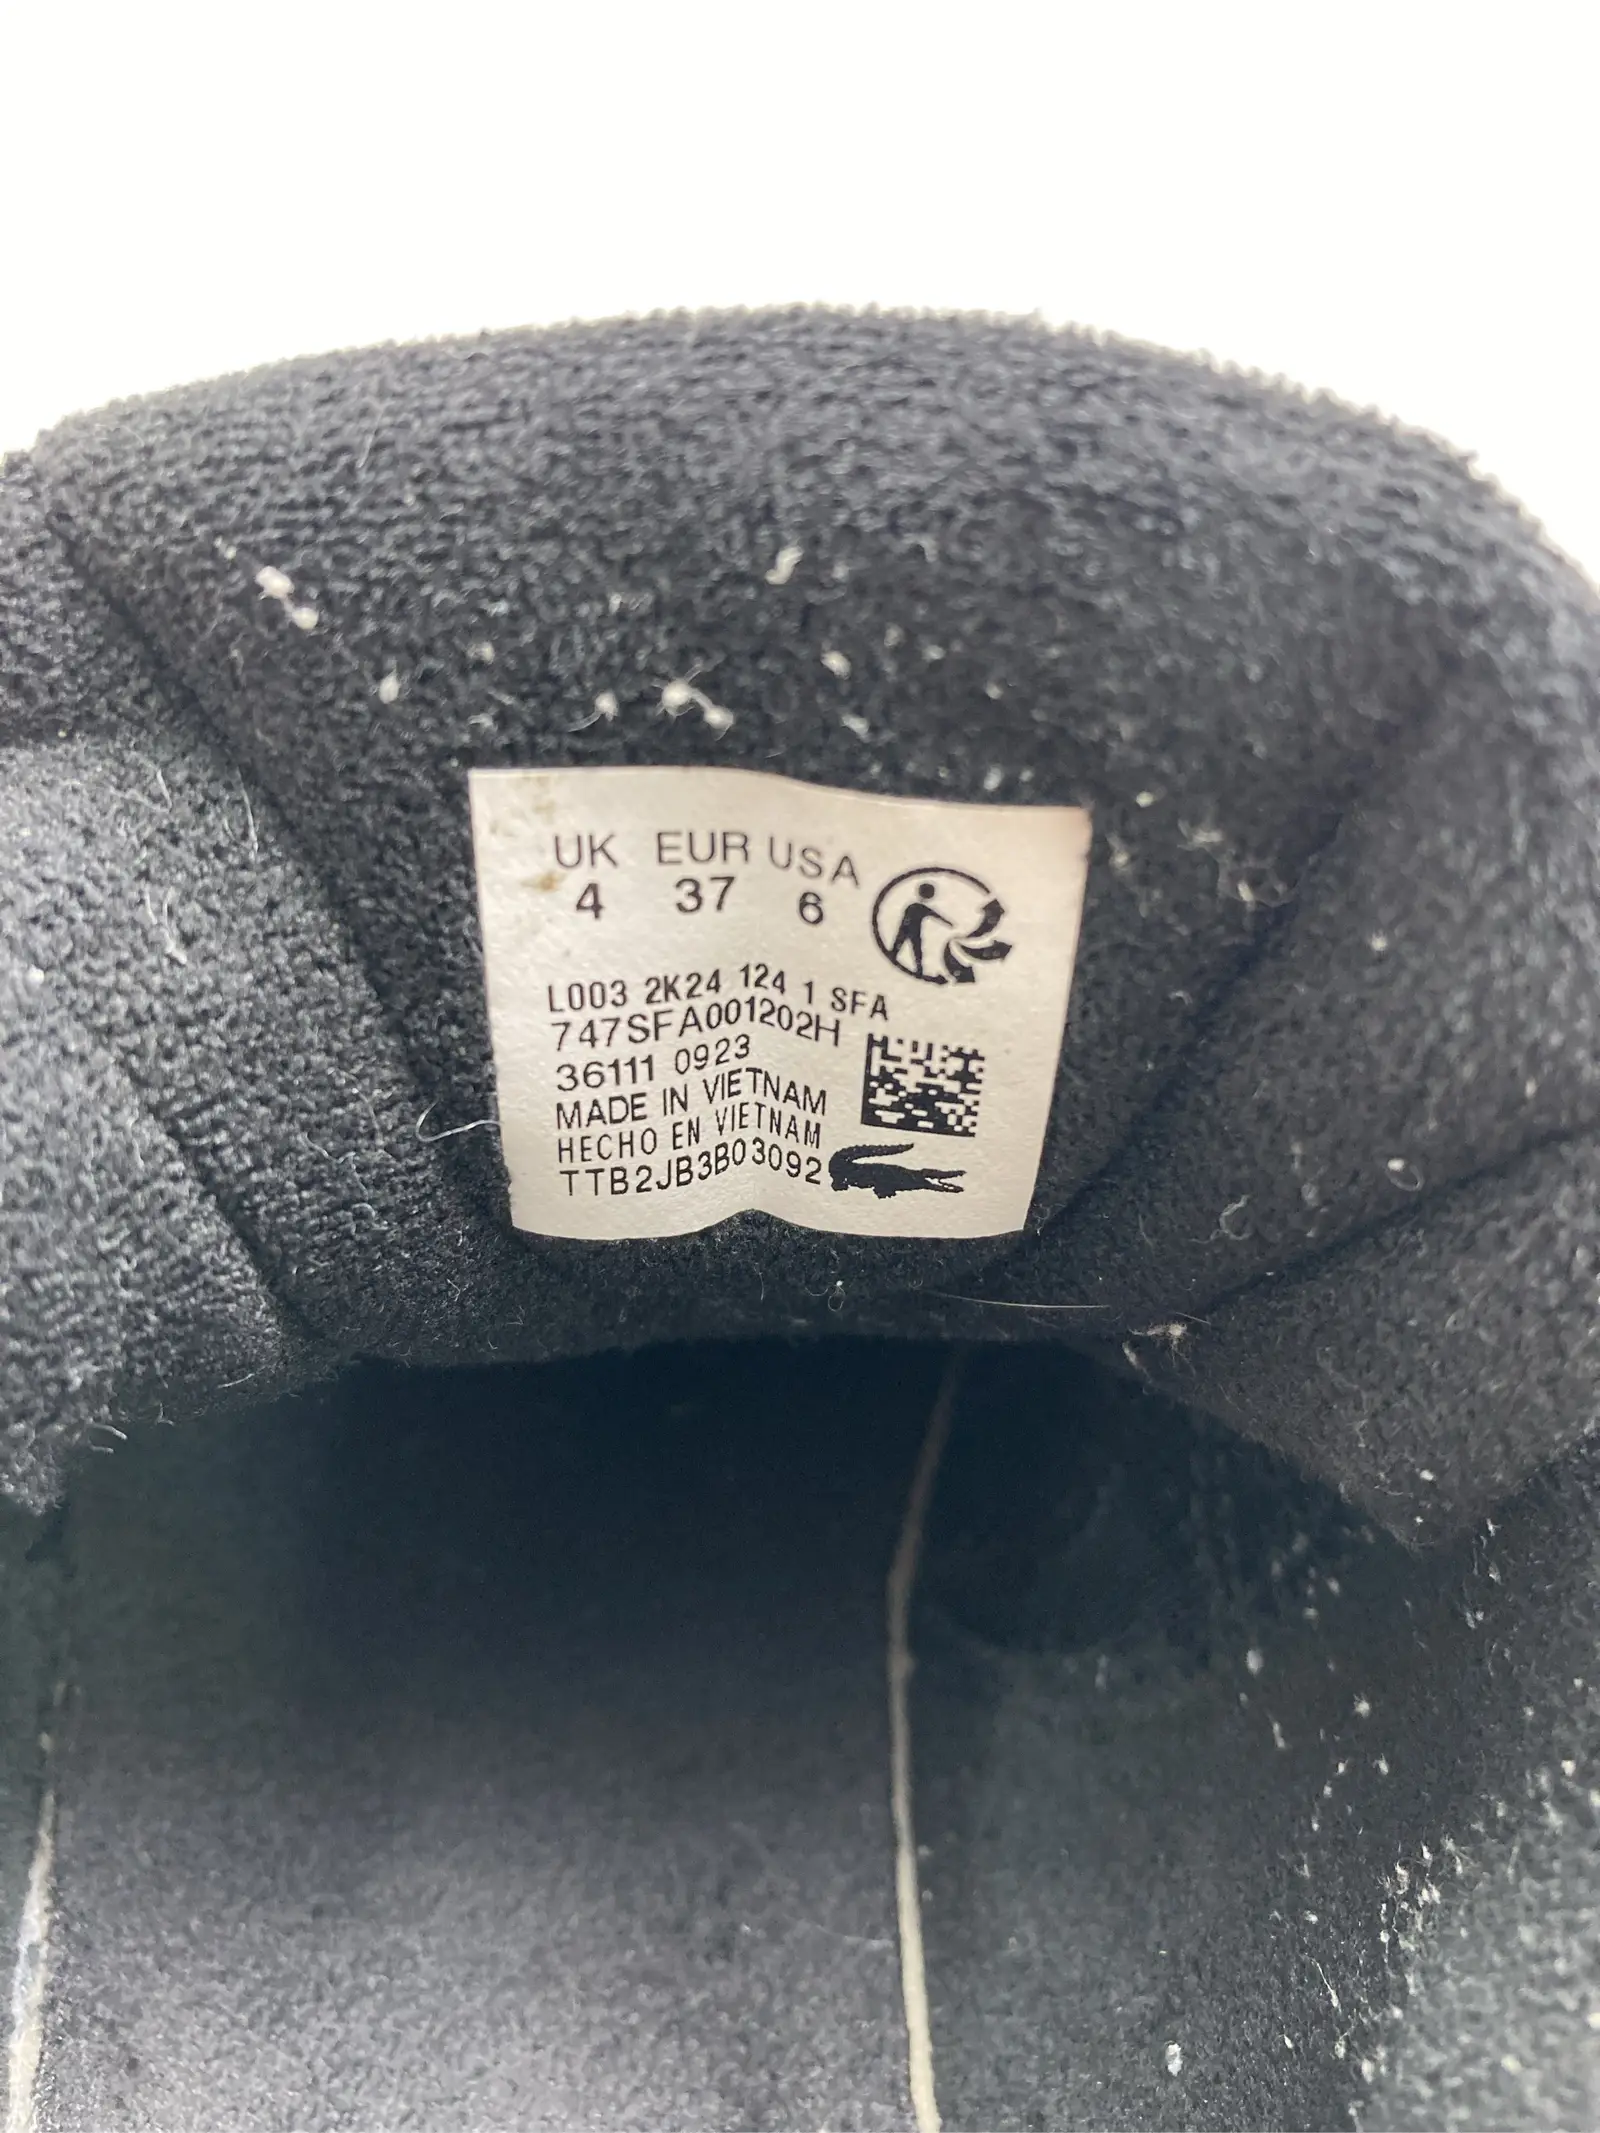 UK EUR USA
4 37 6
L003 2K24 124 1 SFA
747SFA001202H
36111 0923
MADE IN VIETNAM
HECHO EN VIETNAM
TTB2JB3B03092